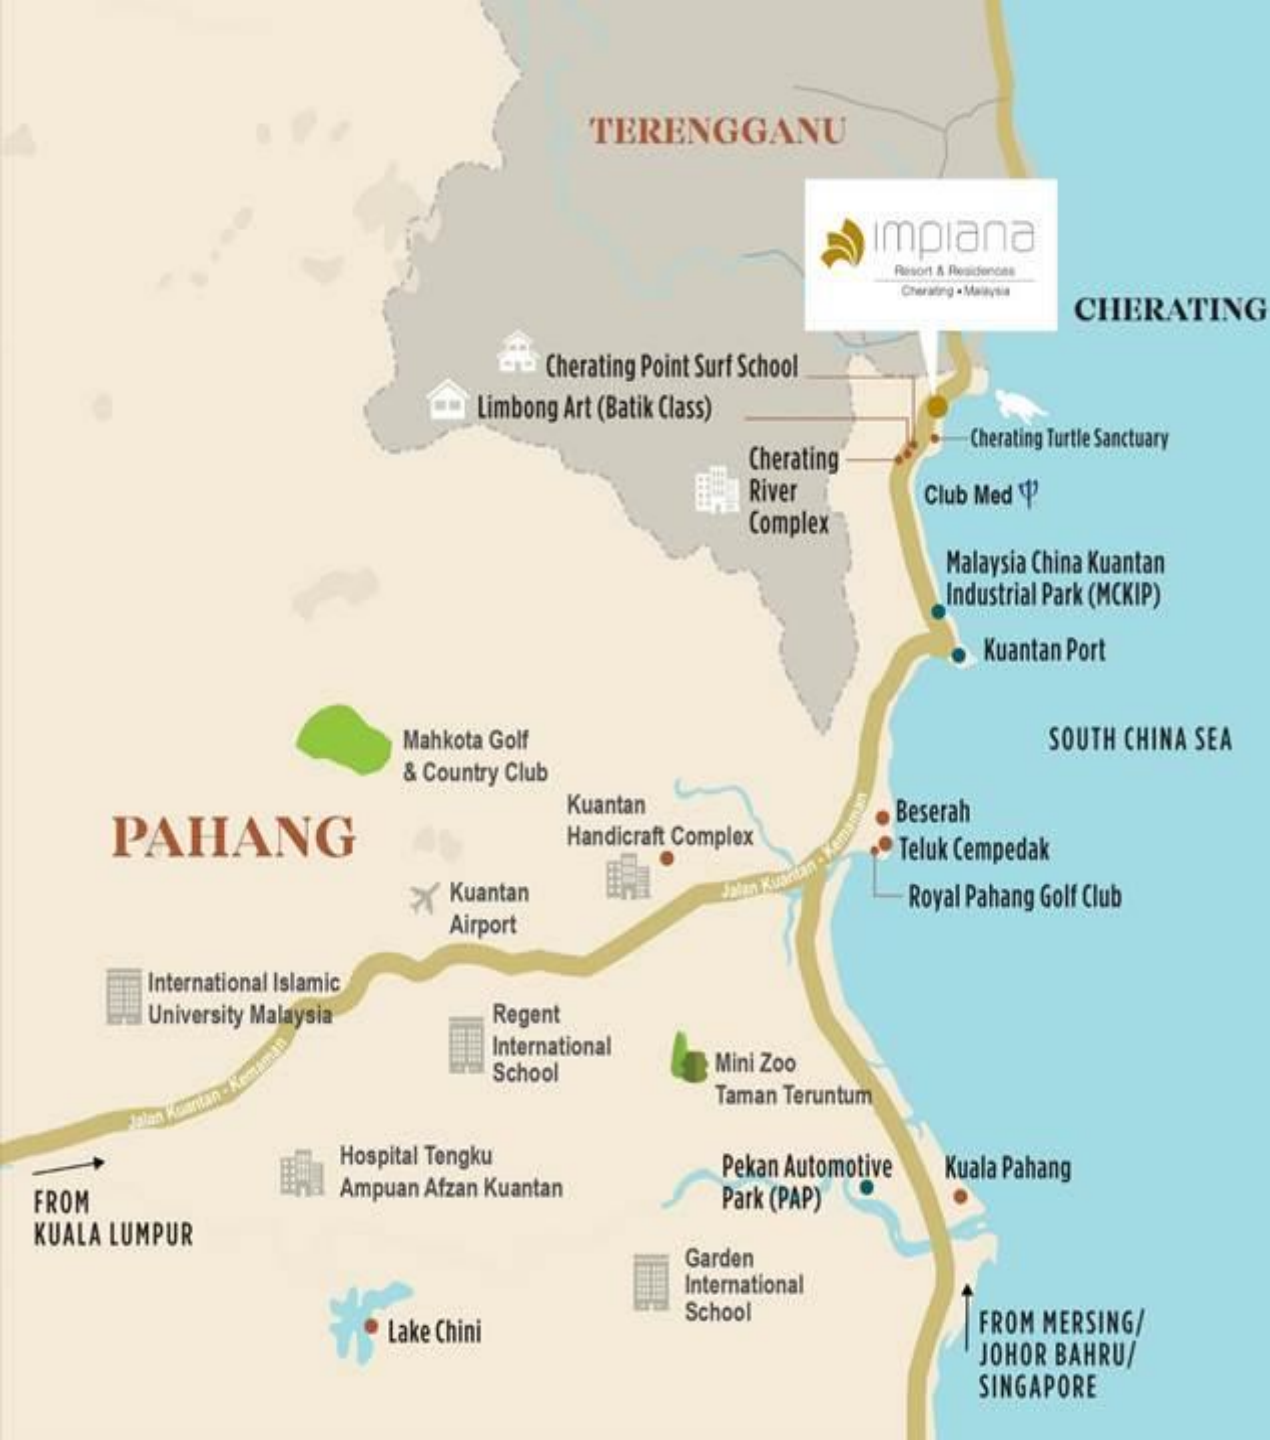 TERENGGANU
impiana
Resort & Residences
Cherating • Malaysia
CHERATING
Cherating Point Surf School
Limbong Art (Batik Class)
Cherating Turtle Sanctuary
Cherating
River
Complex
Club Med
Malaysia China Kuantan
Industrial Park (MCKIP)
Kuantan Port
SOUTH CHINA SEA
Mahkota Golf
& Country Club
PAHANG
Kuantan
Handicraft Complex
Beserah
Teluk Cempedak
Royal Pahang Golf Club
Jalan Kuantan - Kemaman
Kuantan
Airport
International Islamic
University Malaysia
Regent
International
School
Jalan Kuantan - Kemaman
Mini Zoo
Taman Teruntum
Hospital Tengku
Ampuan Afzan Kuantan
Pekan Automotive
Park (PAP)
Kuala Pahang
FROM
KUALA LUMPUR
Garden
International
School
Lake Chini
FROM MERSING/
JOHOR BAHRU/
SINGAPORE